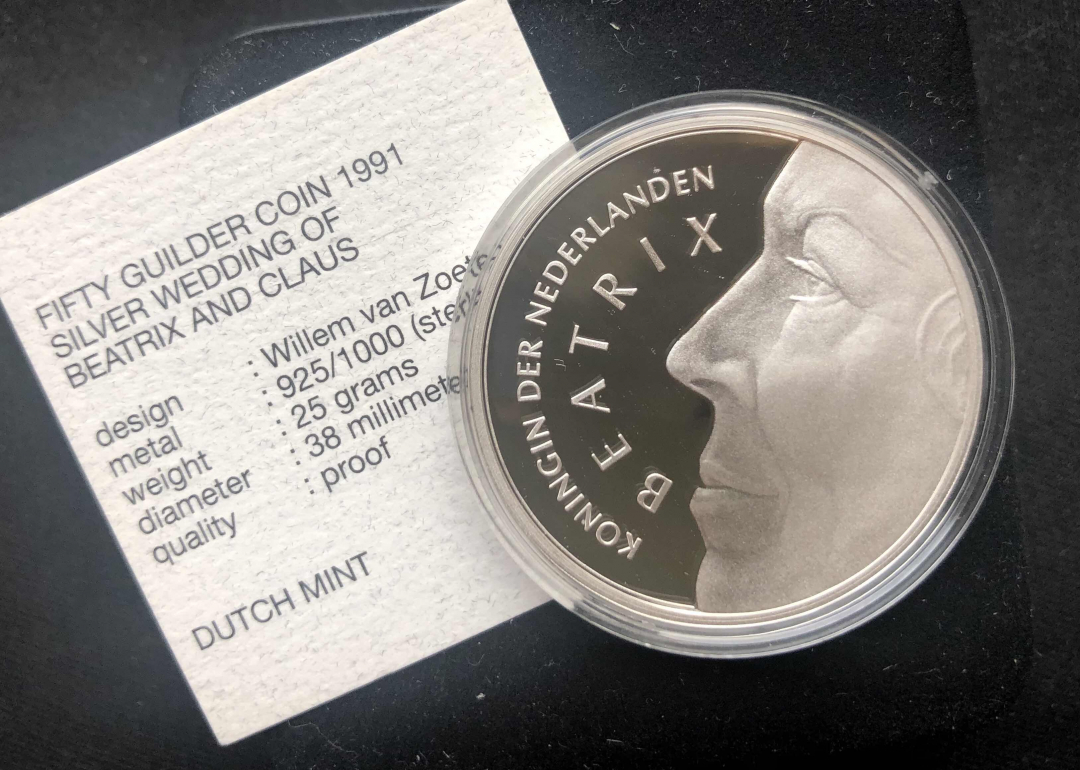 FIFTY GUILDER COIN 1991
SILVER WEDDING OF
BEATRIX AND CLAUS
design : Willem van
metal : 925/1000
weight : 25 grams
diameter : 38
quality : proof
DUTCH MINT
KONINGIN DER NEDERLANDEN
BEATRIX